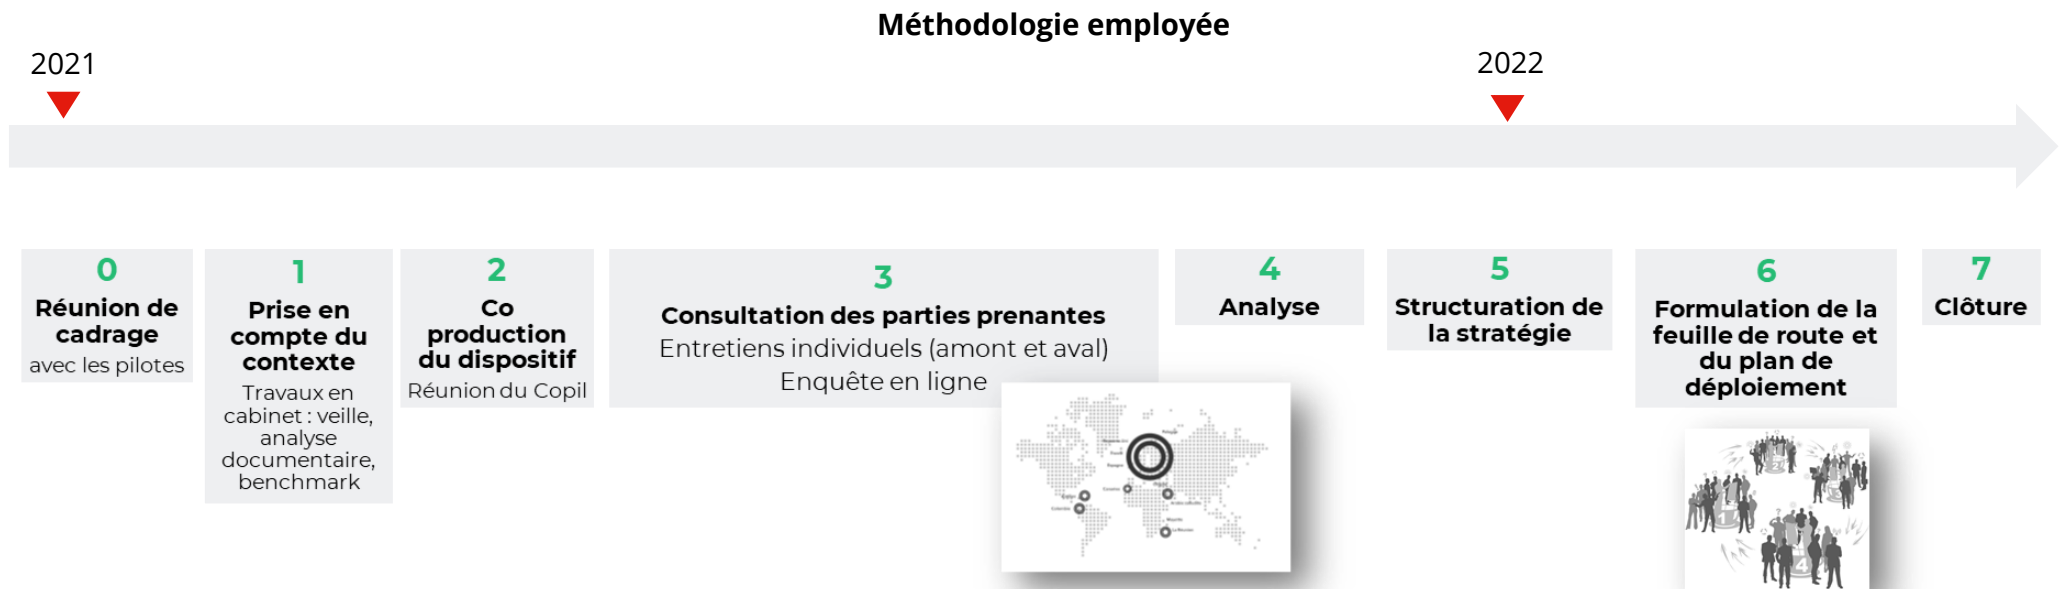 Méthodologie employée
2021
2022
0
Réunion de
cadrage
avec les pilotes
1
Prise en
compte du
contexte
Travaux en
cabinet : veille,
analyse
documentaire,
benchmark
2
Co
production
du dispositif
Réunion du Copil
3
Consultation des parties prenantes
Entretiens individuels (amont et aval)
Enquête en ligne
4
Analyse
5
Structuration de
la stratégie
6
Formulation de la
feuille de route et
du plan de
déploiement
7
Clôture
1
2
4